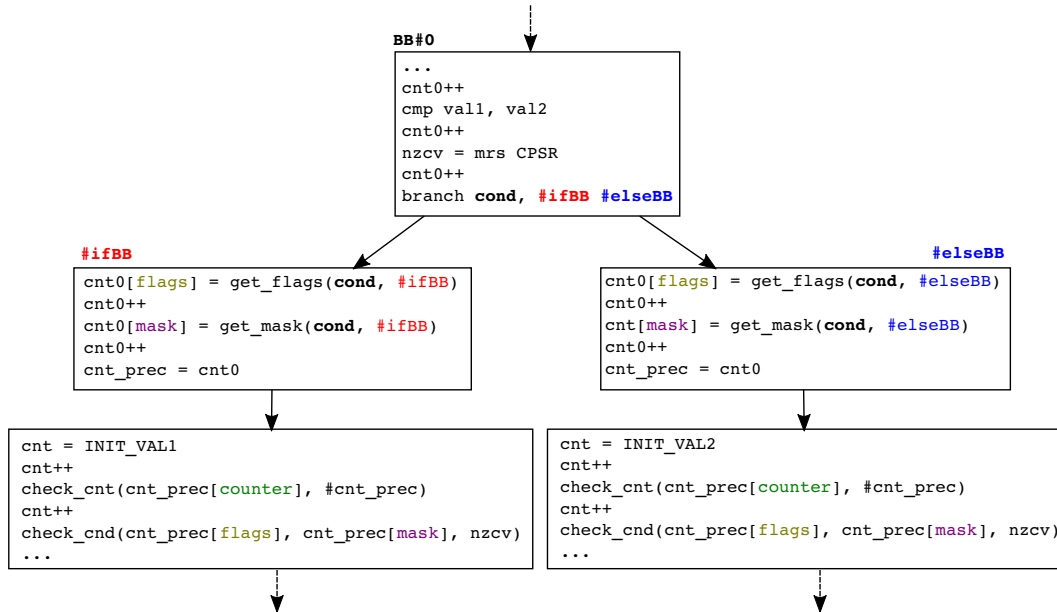 BB#0
...
cnt0++
cmp val1, val2
cnt0++
nzcv = mrs CPSR
cnt0++
branch cond, #ifBB #elseBB
#ifBB
cnt0[flags] = get_flags(cond, #ifBB)
cnt0++
cnt0[mask] = get_mask(cond, #ifBB)
cnt0++
cnt_prec = cnt0
#elseBB
cnt0[flags] = get_flags(cond, #elseBB)
cnt0++
cnt[mask] = get_mask(cond, #elseBB)
cnt0++
cnt_prec = cnt0
cnt = INIT_VAL1
cnt++
check_cnt(cnt_prec[counter], #cnt_prec)
cnt++
check_cnd(cnt_prec[flags], cnt_prec[mask], nzcv)
...
cnt = INIT_VAL2
cnt++
check_cnt(cnt_prec[counter], #cnt_prec)
cnt++
check_cnd(cnt_prec[flags], cnt_prec[mask], nzcv)
...